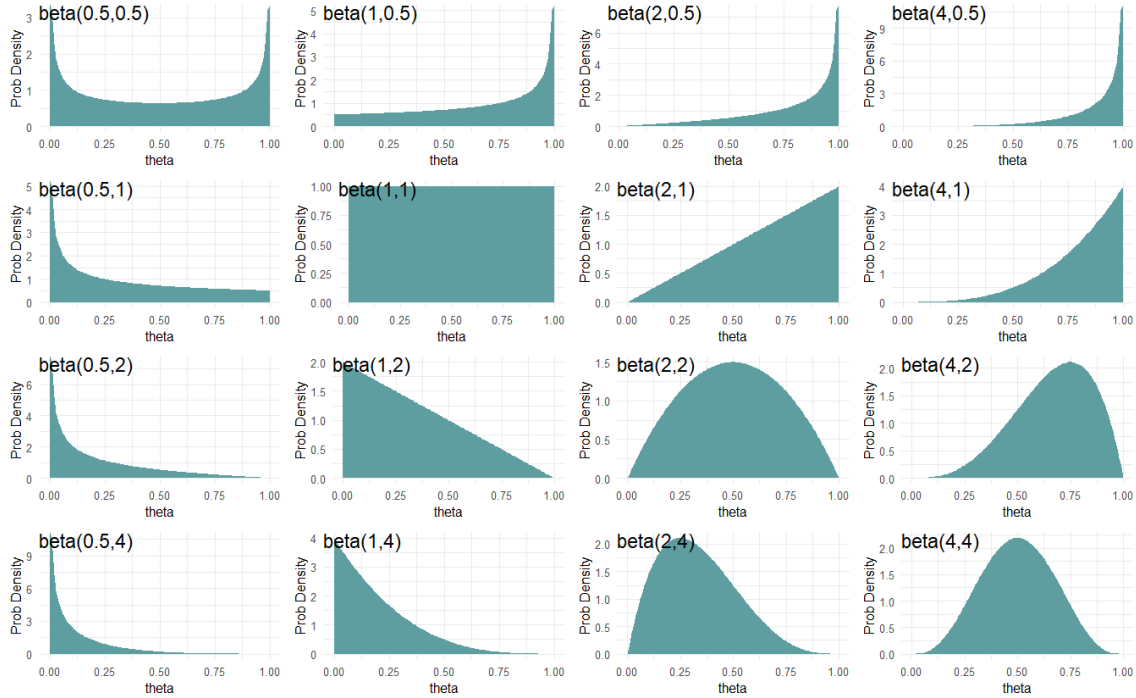 beta(0.5,0.5)
Prob Density
3
2
1
0
0.00 0.25 0.50 0.75 1.00
theta
beta(1,0.5)
Prob Density
5
4
3
2
1
0
0.00 0.25 0.50 0.75 1.00
theta
beta(2,0.5)
Prob Density
6
4
2
0
0.00 0.25 0.50 0.75 1.00
theta
beta(4,0.5)
Prob Density
9
6
3
0
0.00 0.25 0.50 0.75 1.00
theta
beta(0.5,1)
Prob Density
5
4
3
2
1
0
0.00 0.25 0.50 0.75 1.00
theta
beta(1,1)
Prob Density
1.00
0.75
0.50
0.25
0.00
0.00 0.25 0.50 0.75 1.00
theta
beta(2,1)
Prob Density
2.0
1.5
1.0
0.5
0.0
0.00 0.25 0.50 0.75 1.00
theta
beta(4,1)
Prob Density
4
3
2
1
0
0.00 0.25 0.50 0.75 1.00
theta
beta(0.5,2)
Prob Density
6
4
2
0
0.00 0.25 0.50 0.75 1.00
theta
beta(1,2)
Prob Density
2.0
1.5
1.0
0.5
0.0
0.00 0.25 0.50 0.75 1.00
theta
beta(2,2)
Prob Density
1.5
1.0
0.5
0.0
0.00 0.25 0.50 0.75 1.00
theta
beta(4,2)
Prob Density
2.0
1.5
1.0
0.5
0.0
0.00 0.25 0.50 0.75 1.00
theta
beta(0.5,4)
Prob Density
9
6
3
0
0.00 0.25 0.50 0.75 1.00
theta
beta(1,4)
Prob Density
4
3
2
1
0
0.00 0.25 0.50 0.75 1.00
theta
beta(2,4)
Prob Density
2.0
1.5
1.0
0.5
0.0
0.00 0.25 0.50 0.75 1.00
theta
beta(4,4)
Prob Density
2.0
1.5
1.0
0.5
0.0
0.00 0.25 0.50 0.75 1.00
theta